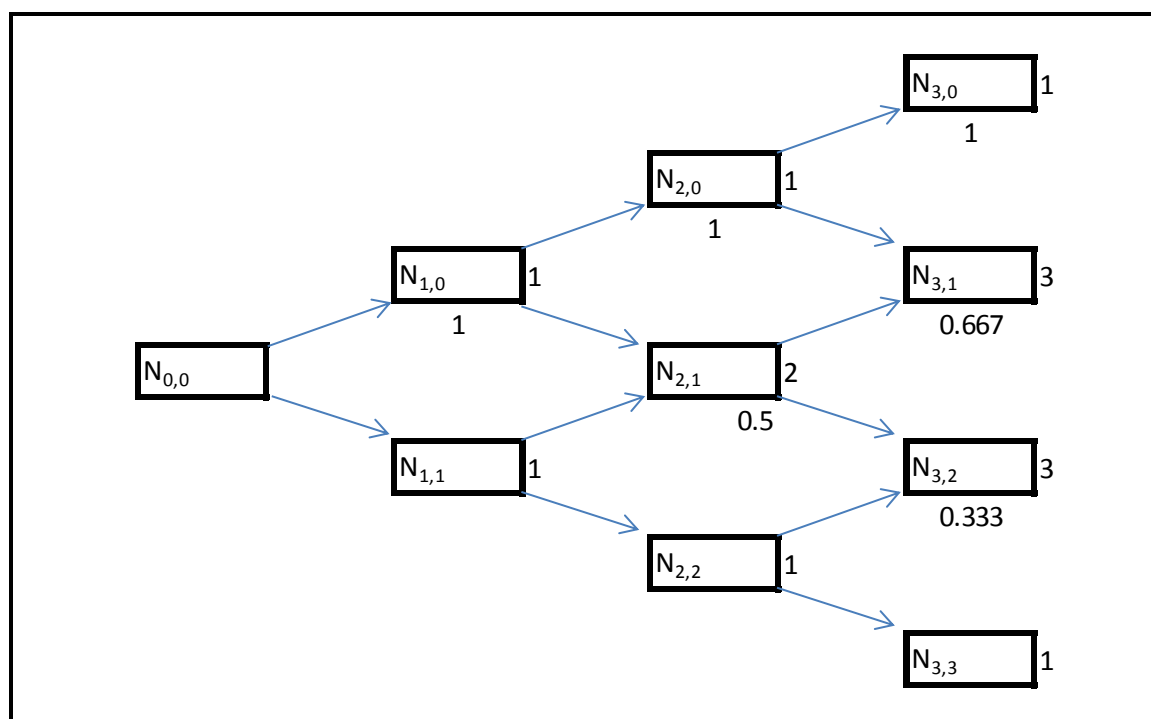 N3,0 1
1
N2,0 1
1
N1,0 1
1
N3,1 3
0.667
N0,0
N2,1 2
0.5
N1,1 1
N3,2 3
0.333
N2,2 1
N3,3 1